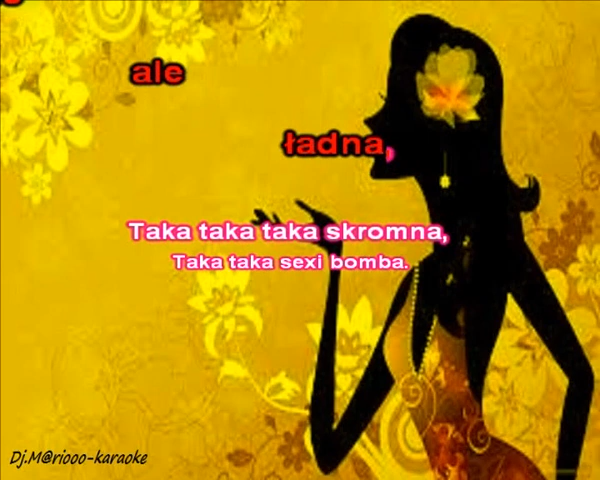 ale
ładna,
Taka taka taka skromna,
Taka taka sexi bomba.
Dj.M@riooo-karaoke